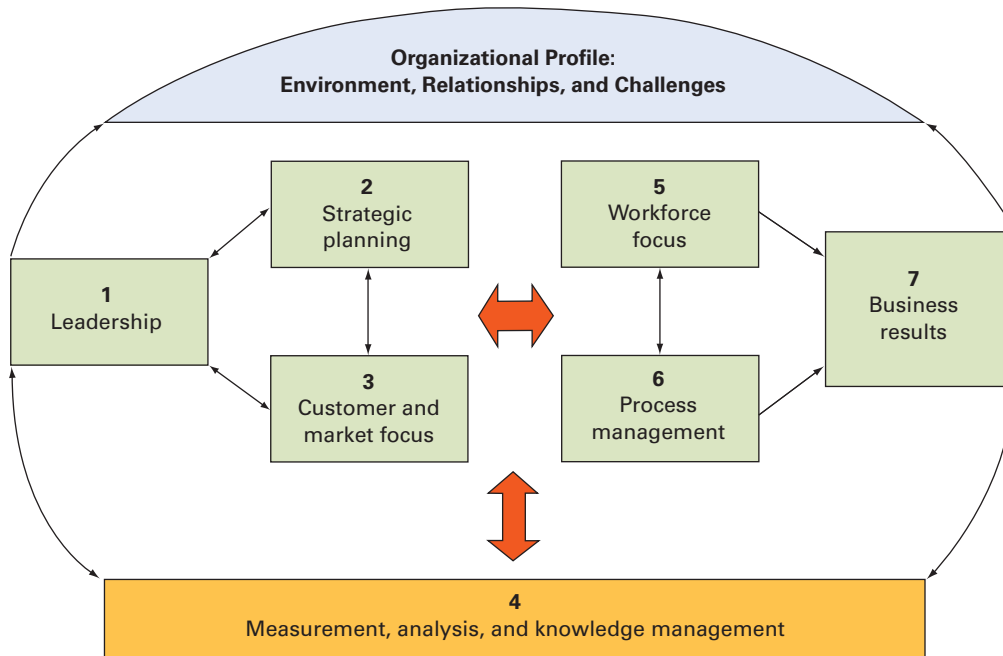 Organizational Profile:
Environment, Relationships, and Challenges
1
Leadership
2
Strategic
planning
3
Customer and
market focus
5
Workforce
focus
6
Process
management
7
Business
results
4
Measurement, analysis, and knowledge management